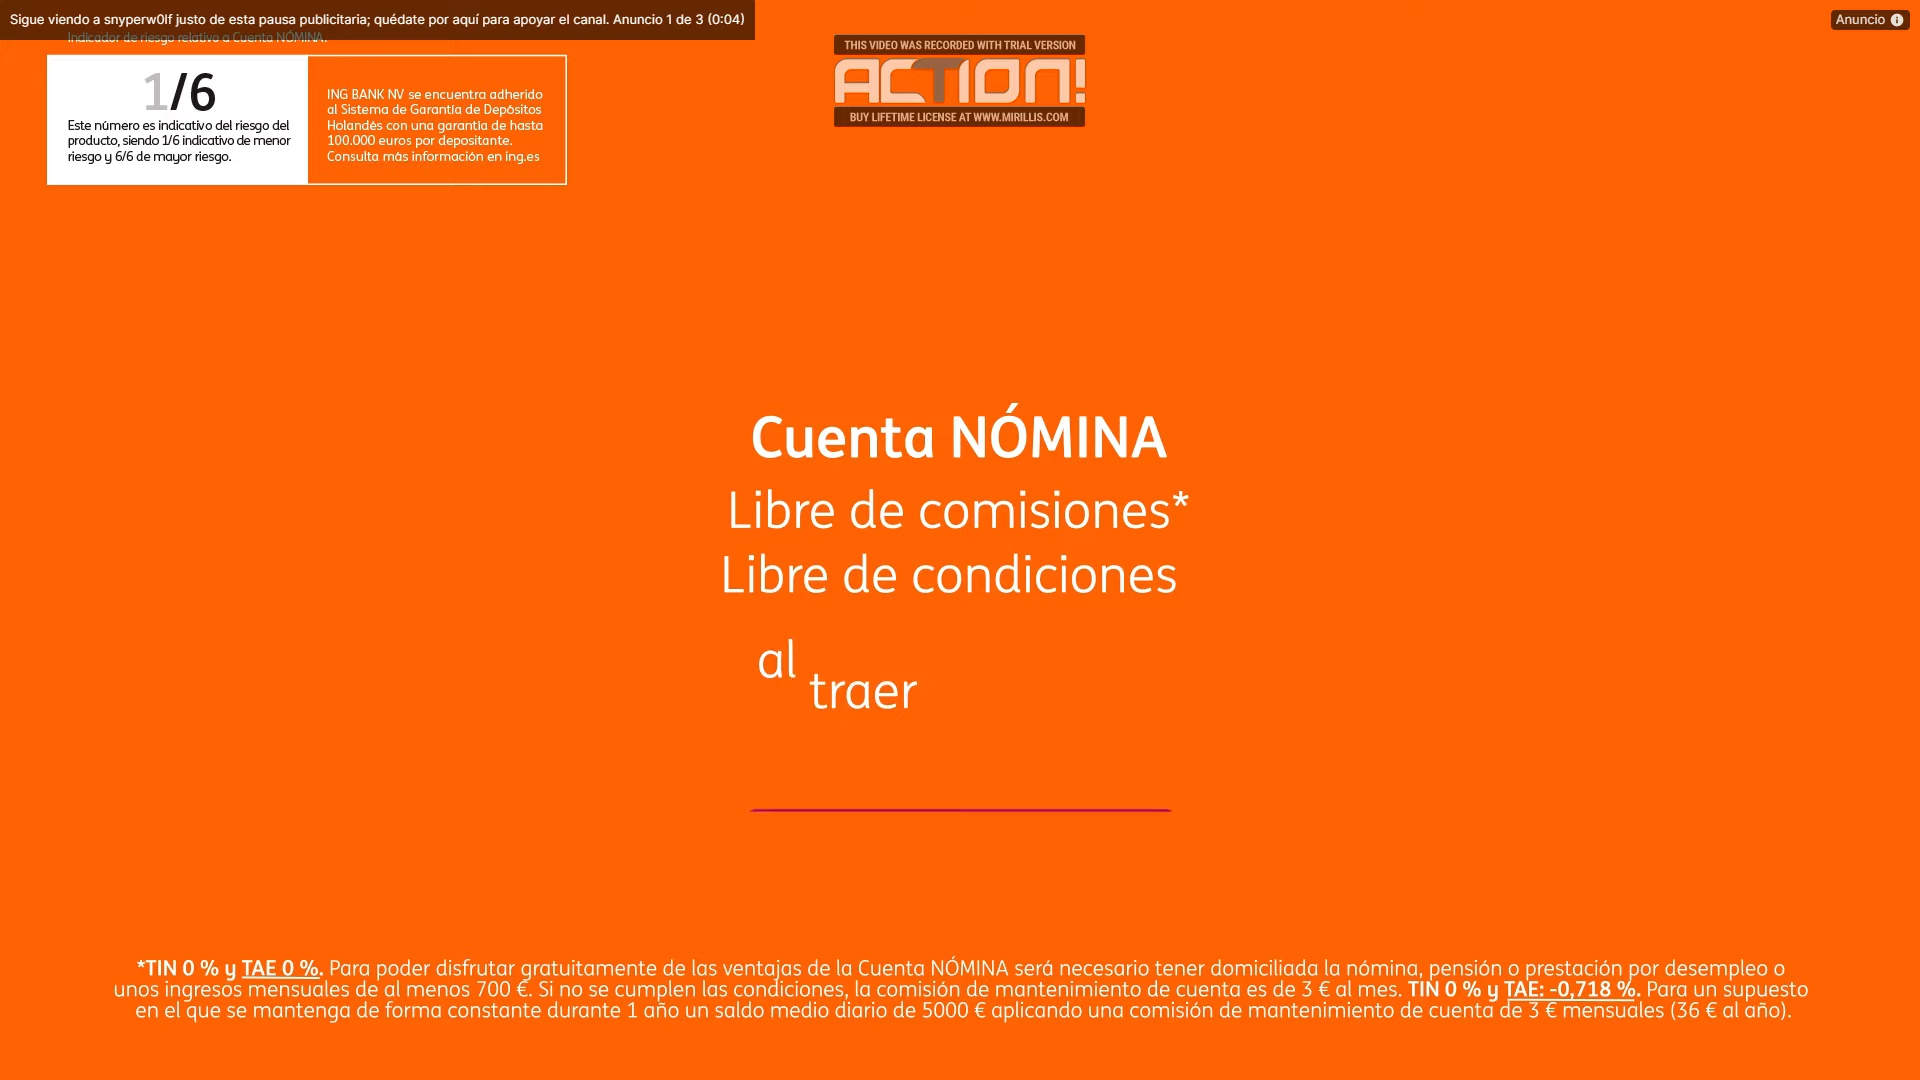 Sigue viendo a snyperw0lf justo de esta pausa publicitaria; quédate por aquí para apoyar el canal. Anuncio 1 de 3 (0:04)
Anuncio
Indicador de riesgo relativo a Cuenta NÓMINA.
1/6
Este número es indicativo del riesgo del
producto, siendo 1/6 indicativo de menor
riesgo y 6/6 de mayor riesgo.
ING BANK NV se encuentra adherido
al Sistema de Garantía de Depósitos
Holandés con una garantía de hasta
100.000 euros por depositante.
Consulta más información en ing.es
THIS VIDEO WAS RECORDED WITH TRIAL VERSION
ACTION!
BUY LIFETIME LICENSE AT WWW.MIRILLIS.COM
Cuenta NÓMINA
Libre de comisiones*
Libre de condiciones
al
traer
*TIN 0 % y TAE 0 %. Para poder disfrutar gratuitamente de las ventajas de la Cuenta NÓMINA será necesario tener domiciliada la nómina, pensión o prestación por desempleo o
unos ingresos mensuales de al menos 700 €. Si no se cumplen las condiciones, la comisión de mantenimiento de cuenta es de 3 € al mes. TIN 0 % y TAE: -0,718 %. Para un supuesto
en el que se mantenga de forma constante durante 1 año un saldo medio diario de 5000 € aplicando una comisión de mantenimiento de cuenta de 3 € mensuales (36 € al año).